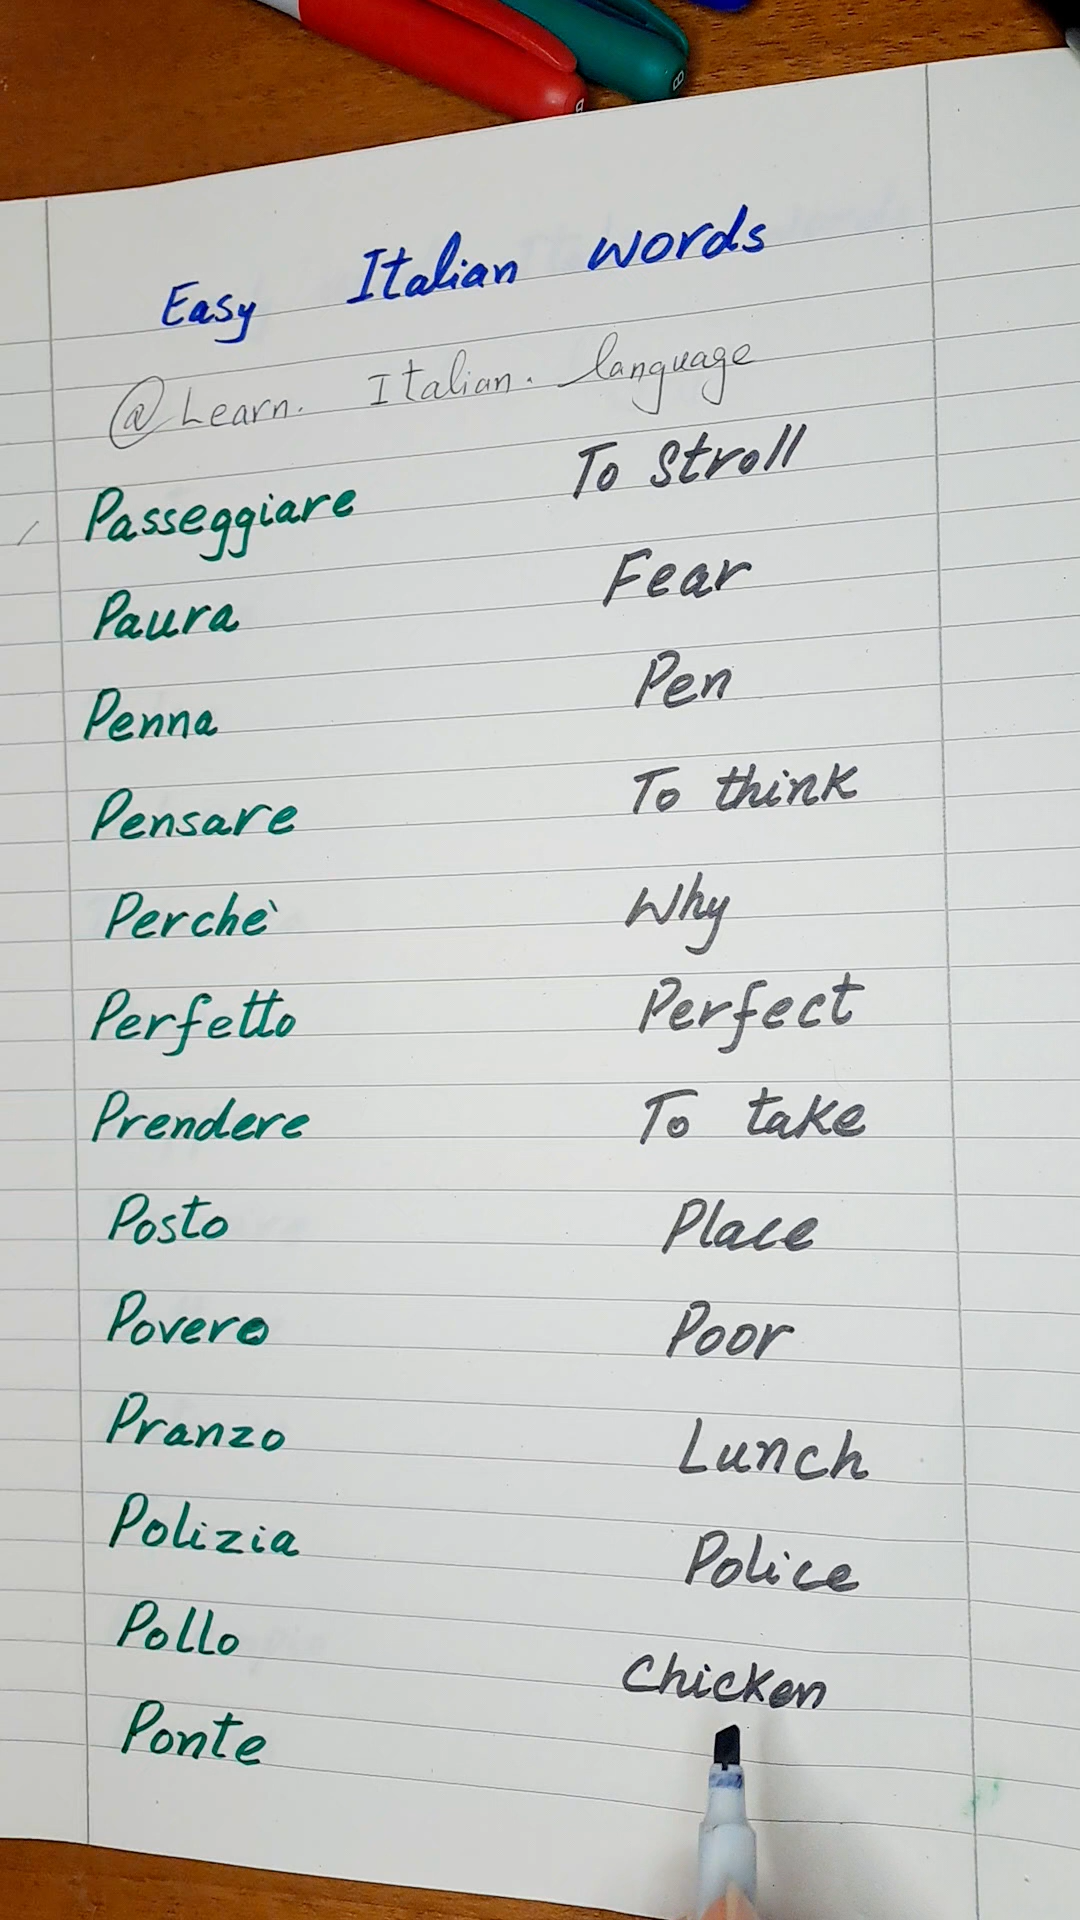 Easy Italian words
@Learn. Italian. language
Passeggiare To Stroll
Paura Fear
Penna Pen
Pensare To think
Perchè Why
Perfetto Perfect
Prendere To take
Posto Place
Povero Poor
Pranzo Lunch
Polizia Police
Pollo Chicken
Ponte